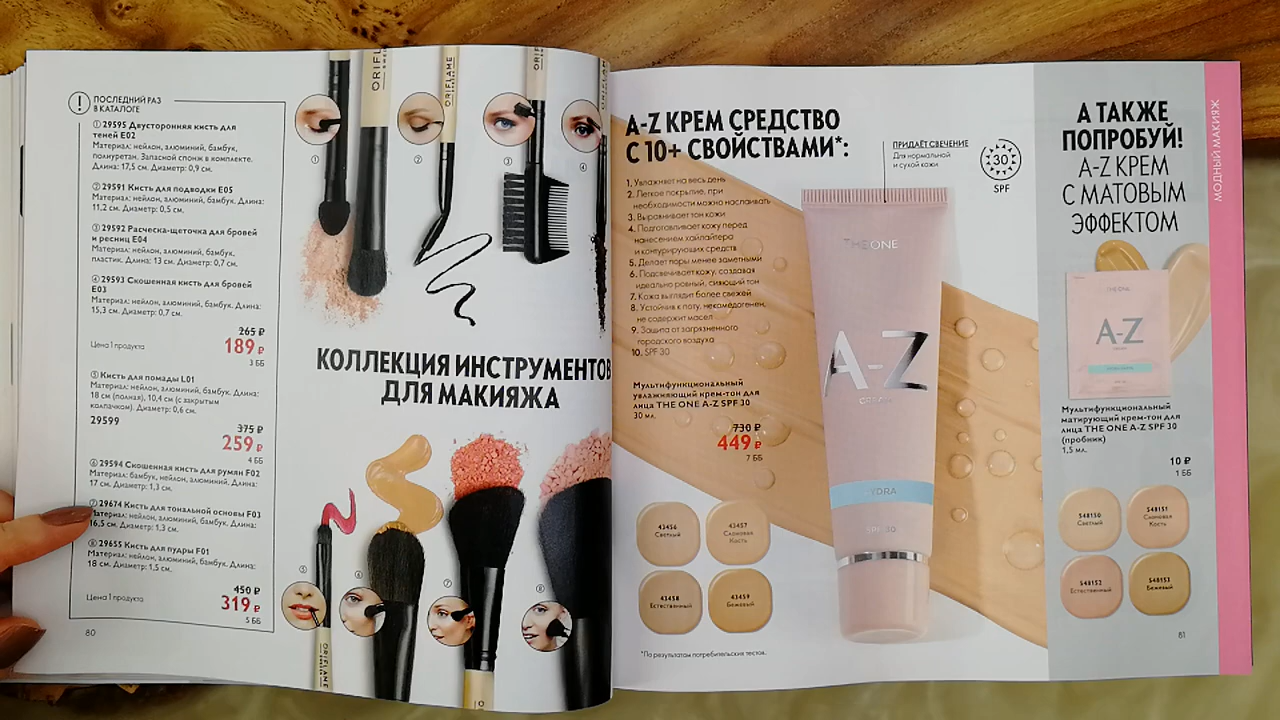 !
ПОСЛЕДНИЙ РАЗ
В КАТАЛОГЕ
① 29595 Двусторонняя кисть для
теней E02
Материал: нейлон, алюминий, бамбук,
полиуретан. Запасной спонж в комплекте.
Длина: 17,5 см. Диаметр: 0,9 см.
② 29591 Кисть для подводки E05
Материал: нейлон, алюминий, бамбук. Длина:
11,2 см. Диаметр: 0,5 см.
③ 29592 Расческа-щеточка для бровей
и ресниц E04
Материал: нейлон, алюминий, бамбук,
пластик. Длина: 13 см. Диаметр: 0,7 см.
④ 29593 Скошенная кисть для бровей
E03
Материал: нейлон, алюминий, бамбук. Длина:
15,3 см. Диаметр: 0,7 см.
265 ₽
Цена 1 продукта
189 ₽
3 ББ
⑤ Кисть для помады L01
Материал: нейлон, алюминий, бамбук. Длина:
18 см (полная), 10,4 см (с закрытым
колпачком). Диаметр: 0,6 см.
29599
375 ₽
259 ₽
4 ББ
⑥ 29594 Скошенная кисть для румян F02
Материал: бамбук, нейлон, алюминий. Длина:
17 см. Диаметр: 1,3 см.
⑦ 29674 Кисть для тональной основы F03
Материал: нейлон, алюминий, бамбук. Длина:
16,5 см. Диаметр: 1,3 см.
⑧ 29655 Кисть для пудры F01
Материал: нейлон, алюминий, бамбук. Длина:
18 см. Диаметр: 1,5 см.
450 ₽
Цена 1 продукта
319 ₽
5 ББ
80
ORIFLAME
ORIFLAME
① ② ③ ④
КОЛЛЕКЦИЯ ИНСТРУМЕНТОВ
ДЛЯ МАКИЯЖА
⑤ ⑥ ⑦ ⑧
ORIFLAME
ORIFLAME
A-Z КРЕМ СРЕДСТВО
С 10+ СВОЙСТВАМИ*:
1. Увлажняет на весь день
2. Легкое покрытие, при
необходимости можно наслаивать
3. Выравнивает тон кожи
4. Подготавливает кожу перед
нанесением хайлайтера
и контурирующих средств
5. Делает поры менее заметными
6. Подсвечивает кожу, создавая
идеально ровный, сияющий тон
7. Кожа выглядит более свежей
8. Устойчив к поту, некомедогенен,
не содержит масел
9. Защита от загрязненного
городского воздуха
10. SPF 30
Мультифункциональный
увлажняющий крем-тон для
лица THE ONE A-Z SPF 30
30 мл.
730 ₽
449 ₽
7 ББ
43456
Светлый
43457
Слоновая
Кость
43458
Естественный
43459
Бежевый
*По результатам потребительских тестов.
ПРИДАЁТ СВЕЧЕНИЕ
Для нормальной
и сухой кожи
30
SPF
THE ONE
A-Z
CREAM
HYDRA
SPF 30
А ТАКЖЕ
ПОПРОБУЙ!
A-Z КРЕМ
С МАТОВЫМ
ЭФФЕКТОМ
THE ONE
A-Z
Мультифункциональный
матирующий крем-тон для
лица THE ONE A-Z SPF 30
(пробник)
1,5 мл.
10 ₽
1 ББ
548150
Светлый
548151
Слоновая
Кость
548152
Естественный
548153
Бежевый
81
МОДНЫЙ МАКИЯЖ